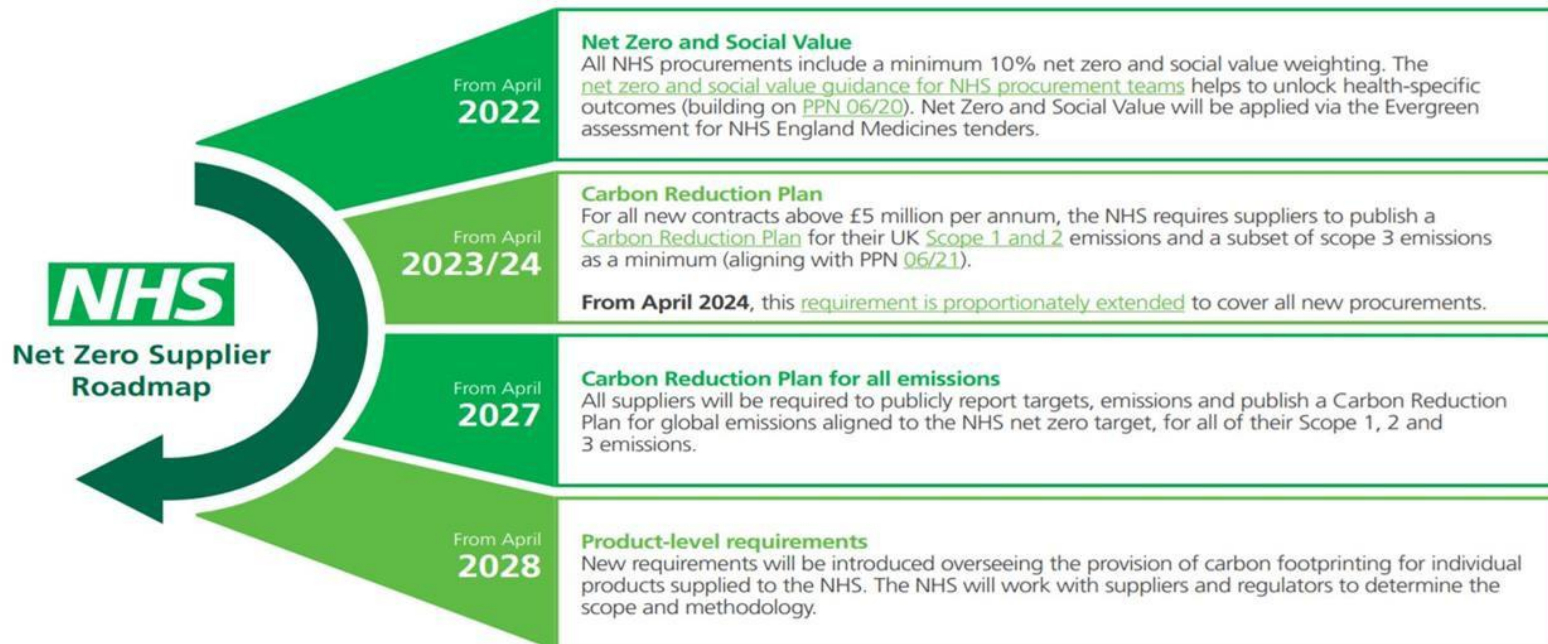 NHS
Net Zero Supplier
Roadmap
From April
2022
Net Zero and Social Value
All NHS procurements include a minimum 10% net zero and social value weighting. The
net zero and social value guidance for NHS procurement teams helps to unlock health-specific
outcomes (building on PPN 06/20). Net Zero and Social Value will be applied via the Evergreen
assessment for NHS England Medicines tenders.
From April
2023/24
Carbon Reduction Plan
For all new contracts above £5 million per annum, the NHS requires suppliers to publish a
Carbon Reduction Plan for their UK Scope 1 and 2 emissions and a subset of scope 3 emissions
as a minimum (aligning with PPN 06/21).
From April 2024, this requirement is proportionately extended to cover all new procurements.
From April
2027
Carbon Reduction Plan for all emissions
All suppliers will be required to publicly report targets, emissions and publish a Carbon Reduction
Plan for global emissions aligned to the NHS net zero target, for all of their Scope 1, 2 and
3 emissions.
From April
2028
Product-level requirements
New requirements will be introduced overseeing the provision of carbon footprinting for individual
products supplied to the NHS. The NHS will work with suppliers and regulators to determine the
scope and methodology.